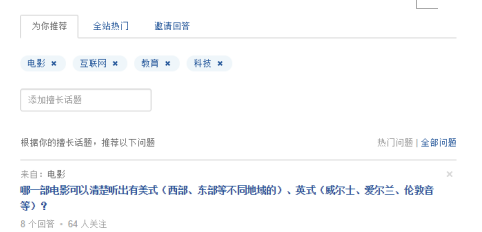 为你推荐 全站热门 邀请回答
电影 × 互联网 × 教育 × 科技 ×
添加擅长话题
根据你的擅长话题，推荐以下问题 热门问题 | 全部问题
来自：电影 ×
哪一部电影可以清楚听出有美式（西部、东部等不同地域的）、英式（威尔士、爱尔兰、伦敦音
等）？
8 个回答 • 64 人关注